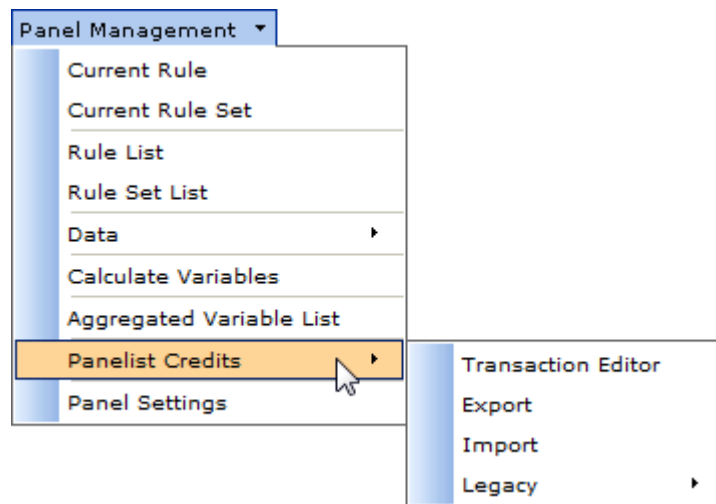 Panel Management
Current Rule
Current Rule Set
Rule List
Rule Set List
Data
Calculate Variables
Aggregated Variable List
Panelist Credits
Panel Settings
Transaction Editor
Export
Import
Legacy